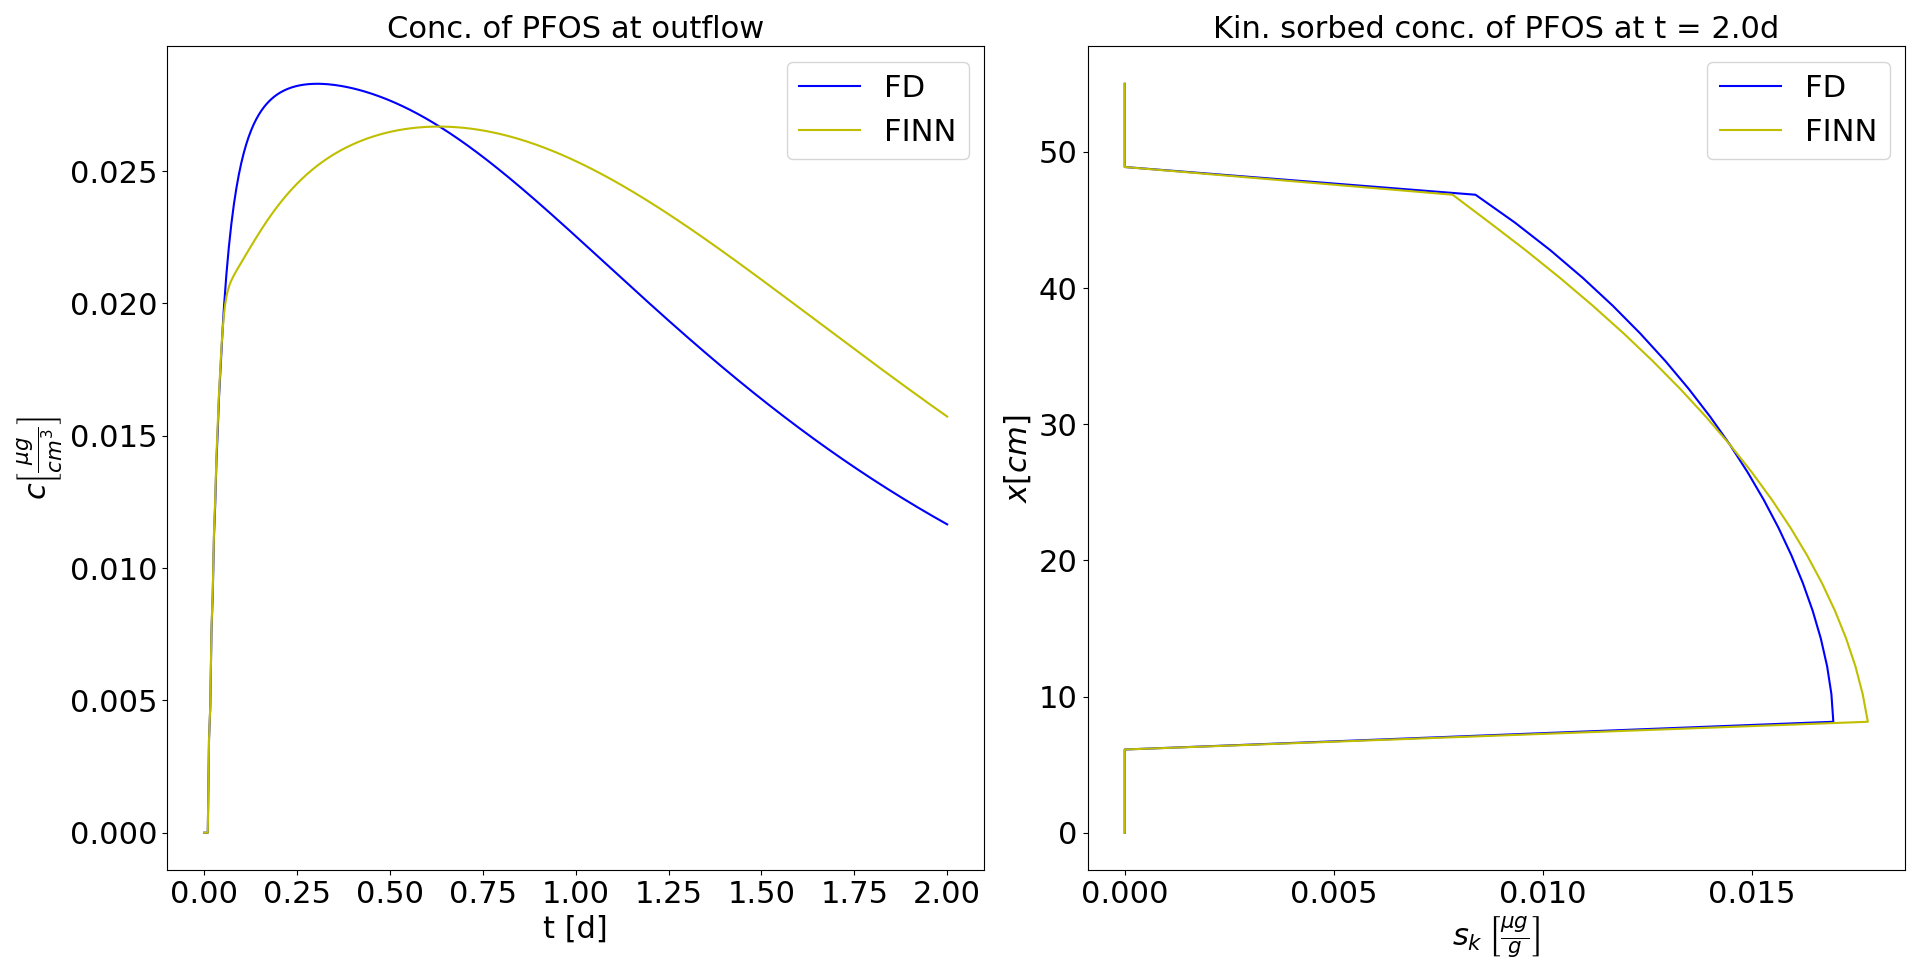 Conc. of PFOS at outflow
FD
FINN
0.025
0.020
0.015
0.010
0.005
0.000
c[μg/cm³]
0.00 0.25 0.50 0.75 1.00 1.25 1.50 1.75 2.00
t [d]
Kin. sorbed conc. of PFOS at t = 2.0d
FD
FINN
50
40
30
20
10
0
x[cm]
0.000 0.005 0.010 0.015
s_k [μg/g]